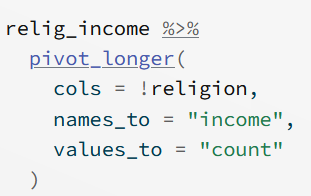 relig_income %>%
  pivot_longer(
    cols = !religion,
    names_to = "income",
    values_to = "count"
  )